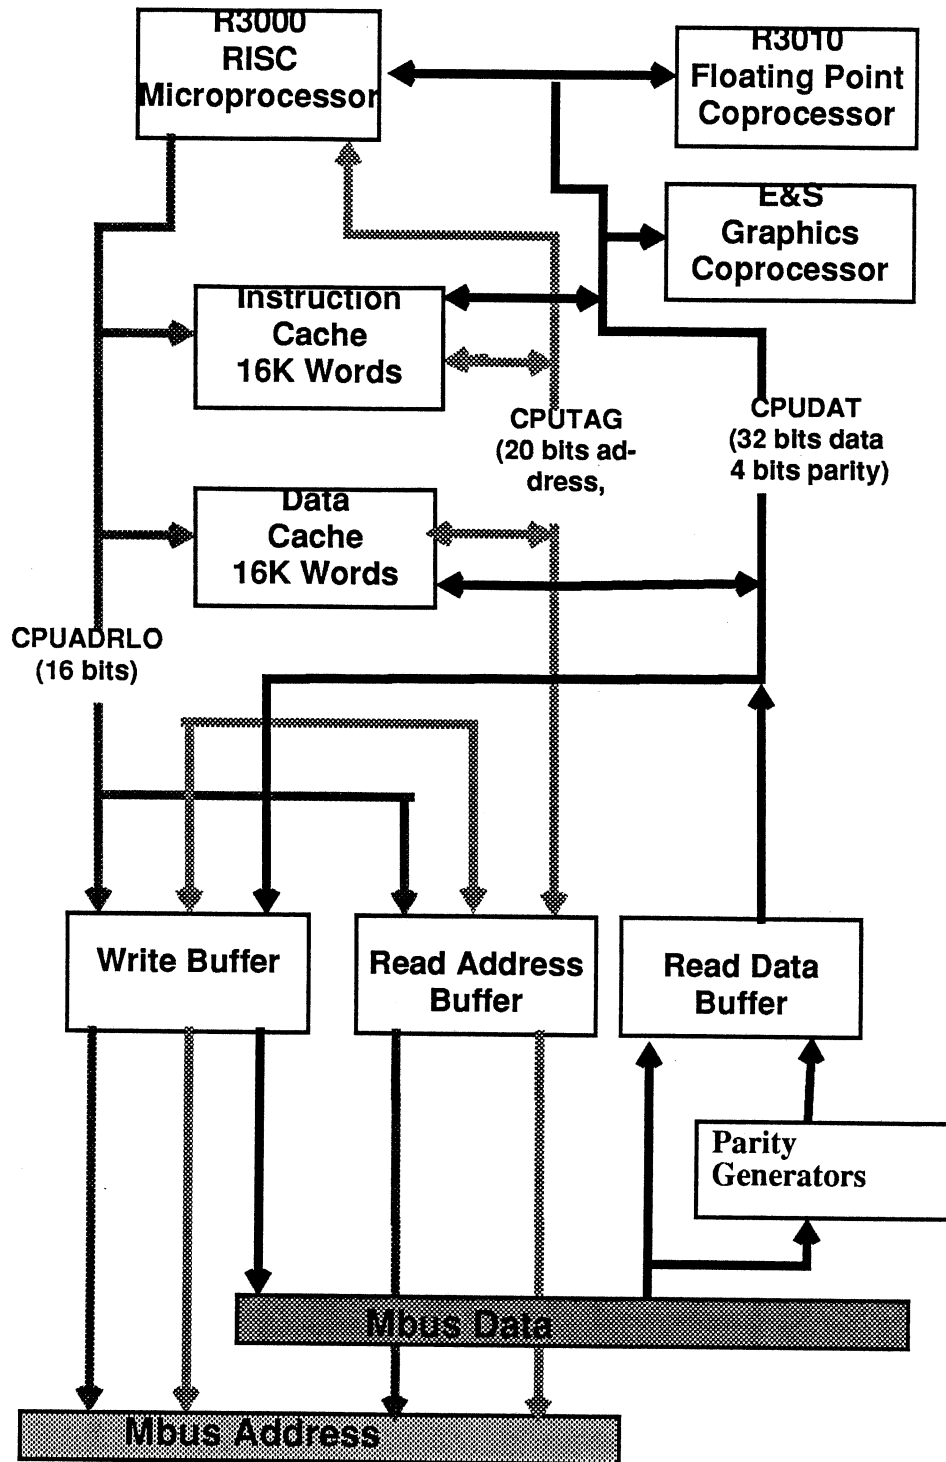 R3000
RISC
Microprocessor
R3010
Floating Point
Coprocessor
E&S
Graphics
Coprocessor
Instruction
Cache
16K Words
CPUTAG
(20 bits ad-
dress,
CPUDAT
(32 bits data
4 bits parity)
Data
Cache
16K Words
CPUADRLO
(16 bits)
Write Buffer
Read Address
Buffer
Read Data
Buffer
Parity
Generators
Mbus Data
Mbus Address